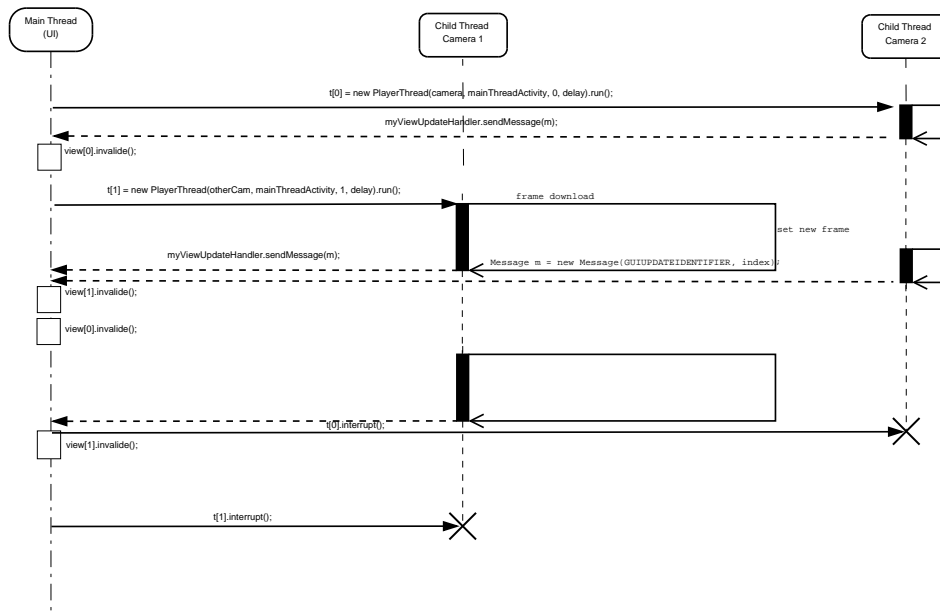 Main Thread
(UI)
Child Thread
Camera 1
Child Thread
Camera 2
t[0] = new PlayerThread(camera, mainThreadActivity, 0, delay).run();
myViewUpdateHandler.sendMessage(m);
view[0].invalide();
t[1] = new PlayerThread(otherCam, mainThreadActivity, 1, delay).run();
frame download
set new frame
myViewUpdateHandler.sendMessage(m);
Message m = new Message(GUIUPDATEIDENTIFIER, index);
view[1].invalide();
view[0].invalide();
t[0].interrupt();
view[1].invalide();
t[1].interrupt();